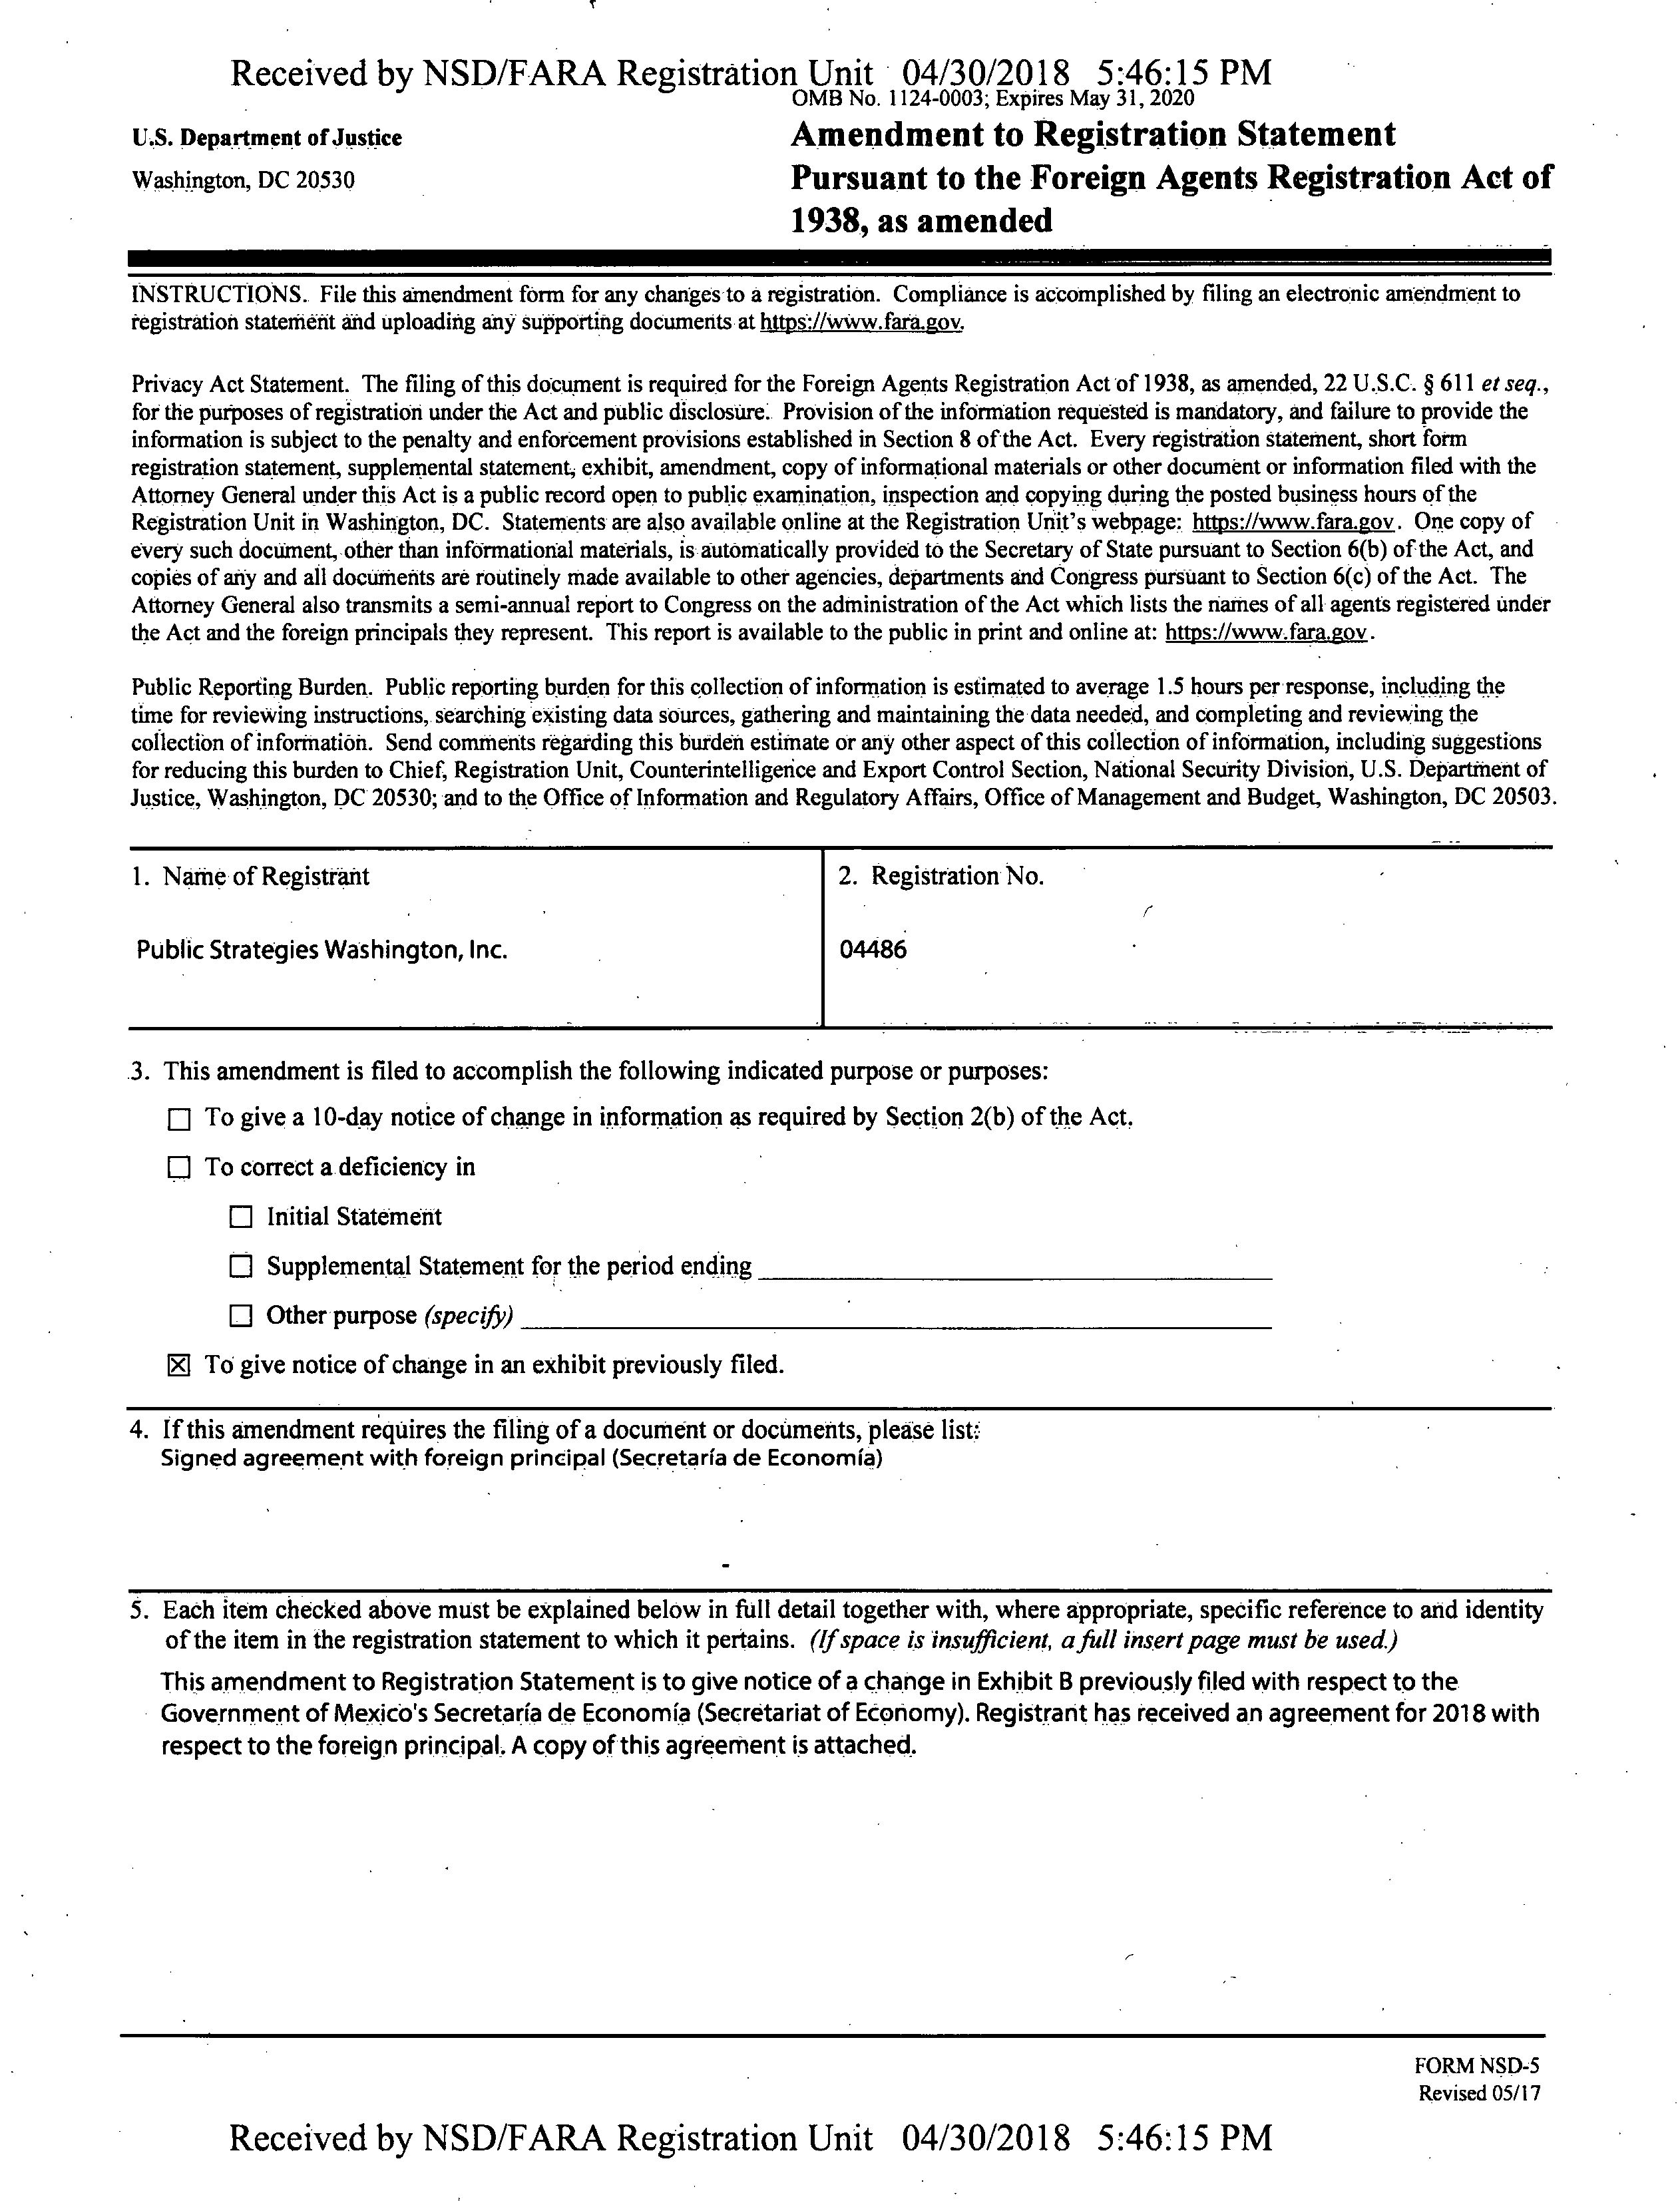 Received by NSD/FARA Registration Unit 04/30/2018 5:46:15 PM
OMB No. 1124-0003; Expires May 31, 2020
U.S. Department of Justice
Washington, DC 20530
Amendment to Registration Statement
Pursuant to the Foreign Agents Registration Act of
1938, as amended
INSTRUCTIONS. File this amendment form for any changes to a registration. Compliance is accomplished by filing an electronic amendment to
registration statement and uploading any supporting documents at https://www.fara.gov.
Privacy Act Statement. The filing of this document is required for the Foreign Agents Registration Act of 1938, as amended, 22 U.S.C. § 611 et seq.,
for the purposes of registration under the Act and public disclosure. Provision of the information requested is mandatory, and failure to provide the
information is subject to the penalty and enforcement provisions established in Section 8 of the Act. Every registration statement, short form
registration statement, supplemental statement, exhibit, amendment, copy of informational materials or other document or information filed with the
Attorney General under this Act is a public record open to public examination, inspection and copying during the posted business hours of the
Registration Unit in Washington, DC. Statements are also available online at the Registration Unit's webpage: https://www.fara.gov. One copy of
every such document, other than informational materials, is automatically provided to the Secretary of State pursuant to Section 6(b) of the Act, and
copies of any and all documents are routinely made available to other agencies, departments and Congress pursuant to Section 6(c) of the Act. The
Attorney General also transmits a semi-annual report to Congress on the administration of the Act which lists the names of all agents registered under
the Act and the foreign principals they represent. This report is available to the public in print and online at: https://www.fara.gov.
Public Reporting Burden. Public reporting burden for this collection of information is estimated to average 1.5 hours per response, including the
time for reviewing instructions, searching existing data sources, gathering and maintaining the data needed, and completing and reviewing the
collection of information. Send comments regarding this burden estimate or any other aspect of this collection of information, including suggestions
for reducing this burden to Chief, Registration Unit, Counterintelligence and Export Control Section, National Security Division, U.S. Department of
Justice, Washington, DC 20530; and to the Office of Information and Regulatory Affairs, Office of Management and Budget, Washington, DC 20503.
1. Name of Registrant
Public Strategies Washington, Inc.
2. Registration No.
04486
3. This amendment is filed to accomplish the following indicated purpose or purposes:
☐ To give a 10-day notice of change in information as required by Section 2(b) of the Act.
☐ To correct a deficiency in
☐ Initial Statement
☐ Supplemental Statement for the period ending
☐ Other purpose (specify)
☒ To give notice of change in an exhibit previously filed.
4. If this amendment requires the filing of a document or documents, please list:
Signed agreement with foreign principal (Secretaría de Economía)
5. Each item checked above must be explained below in full detail together with, where appropriate, specific reference to and identity
of the item in the registration statement to which it pertains. (If space is insufficient, a full insert page must be used.)
This amendment to Registration Statement is to give notice of a change in Exhibit B previously filed with respect to the
Government of Mexico's Secretaría de Economía (Secretariat of Economy). Registrant has received an agreement for 2018 with
respect to the foreign principal. A copy of this agreement is attached.
FORM NSD-5
Revised 05/17
Received by NSD/FARA Registration Unit 04/30/2018 5:46:15 PM